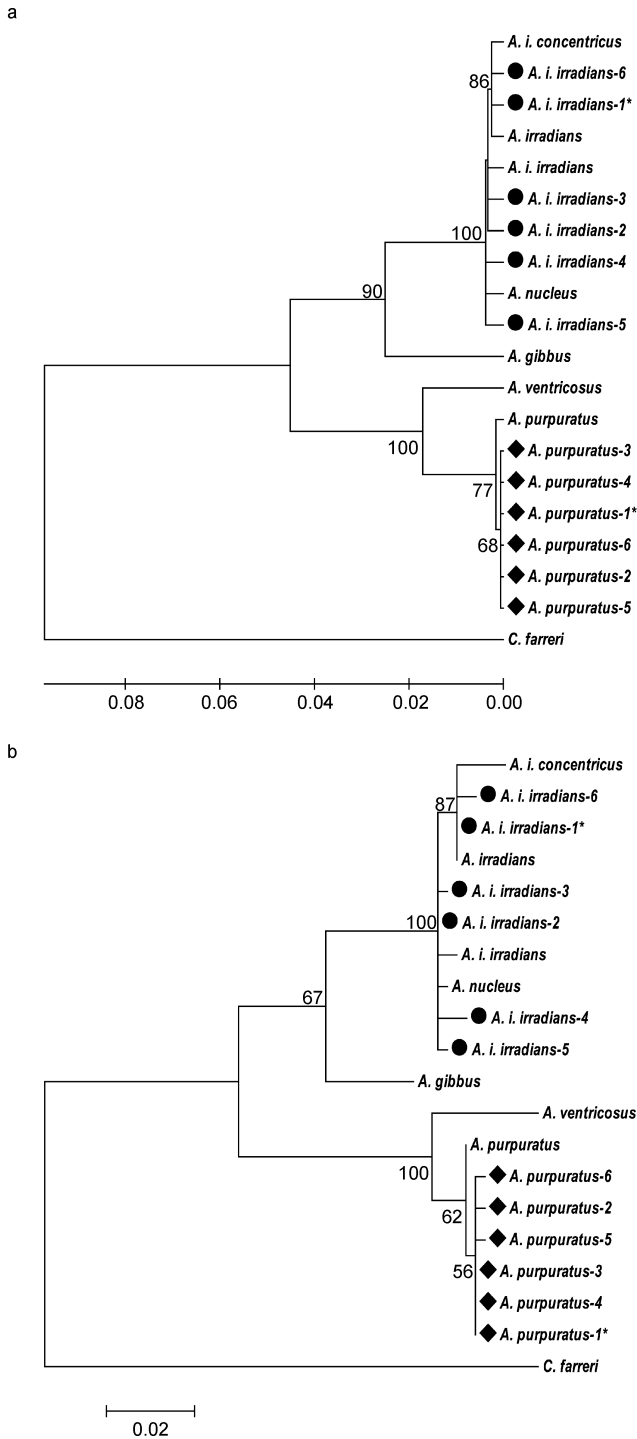 a
A. i. concentricus
86
A. i. irradians-6
A. i. irradians-1*
A. irradians
A. i. irradians
A. i. irradians-3
100
A. i. irradians-2
A. i. irradians-4
90
A. nucleus
A. i. irradians-5
A. gibbus
A. ventricosus
A. purpuratus
100
A. purpuratus-3
A. purpuratus-4
77
A. purpuratus-1*
68
A. purpuratus-6
A. purpuratus-2
A. purpuratus-5
C. farreri
0.08 0.06 0.04 0.02 0.00
b
A. i. concentricus
87
A. i. irradians-6
A. i. irradians-1*
A. irradians
A. i. irradians-3
100
A. i. irradians-2
A. i. irradians
67
A. nucleus
A. i. irradians-4
A. i. irradians-5
A. gibbus
A. ventricosus
A. purpuratus
100
A. purpuratus-6
A. purpuratus-2
62
A. purpuratus-5
56
A. purpuratus-3
A. purpuratus-4
A. purpuratus-1*
C. farreri
0.02